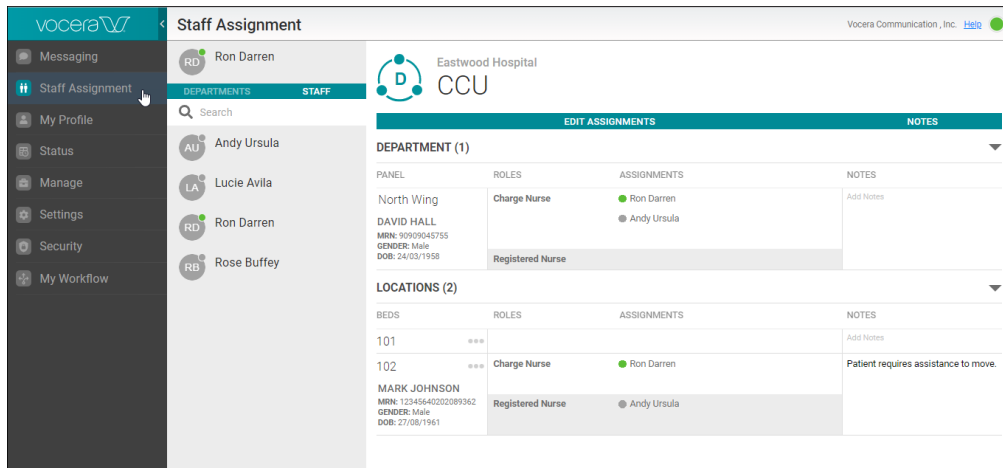 vocera
Staff Assignment
Vocera Communication , Inc. Help
Messaging
Staff Assignment
My Profile
Status
Manage
Settings
Security
My Workflow
RD Ron Darren
DEPARTMENTS STAFF
Search
AU Andy Ursula
LA Lucie Avila
RD Ron Darren
RB Rose Buffey
D
Eastwood Hospital
CCU
EDIT ASSIGNMENTS NOTES
DEPARTMENT (1)
PANEL ROLES ASSIGNMENTS NOTES
North Wing Charge Nurse Ron Darren Add Notes
Andy Ursula
DAVID HALL
MRN: 90909045755
GENDER: Male
DOB: 24/03/1958 Registered Nurse
LOCATIONS (2)
BEDS ROLES ASSIGNMENTS NOTES
101 Add Notes
102 Charge Nurse Ron Darren Patient requires assistance to move.
MARK JOHNSON
MRN: 12345640202089362 Registered Nurse Andy Ursula
GENDER: Male
DOB: 27/08/1961